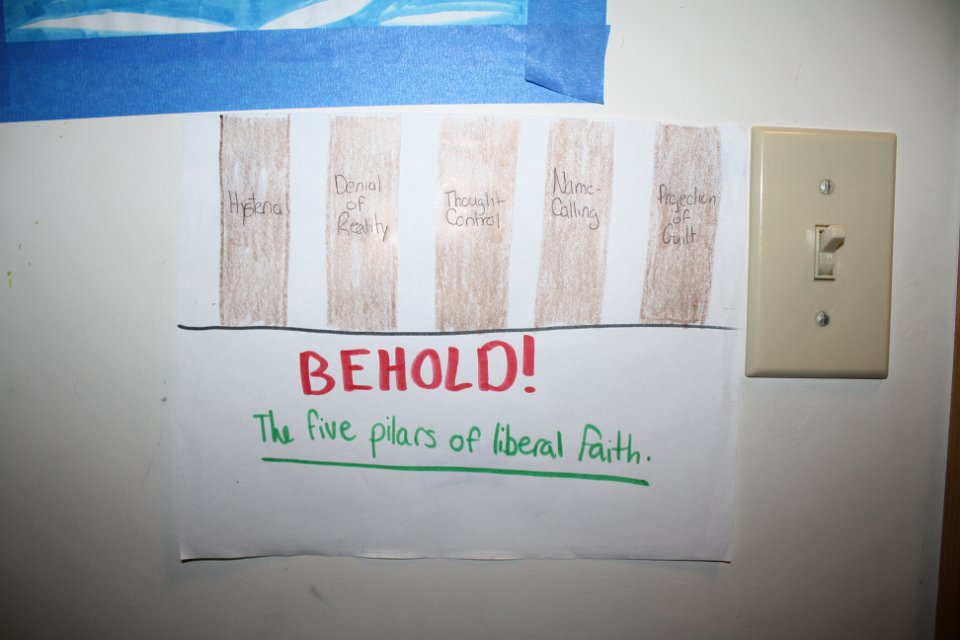 Hysteria
Denial
of
Reality
Thought
Control
Name-
Calling
Projection
of
Guilt
BEHOLD!
The five pilars of liberal faith.